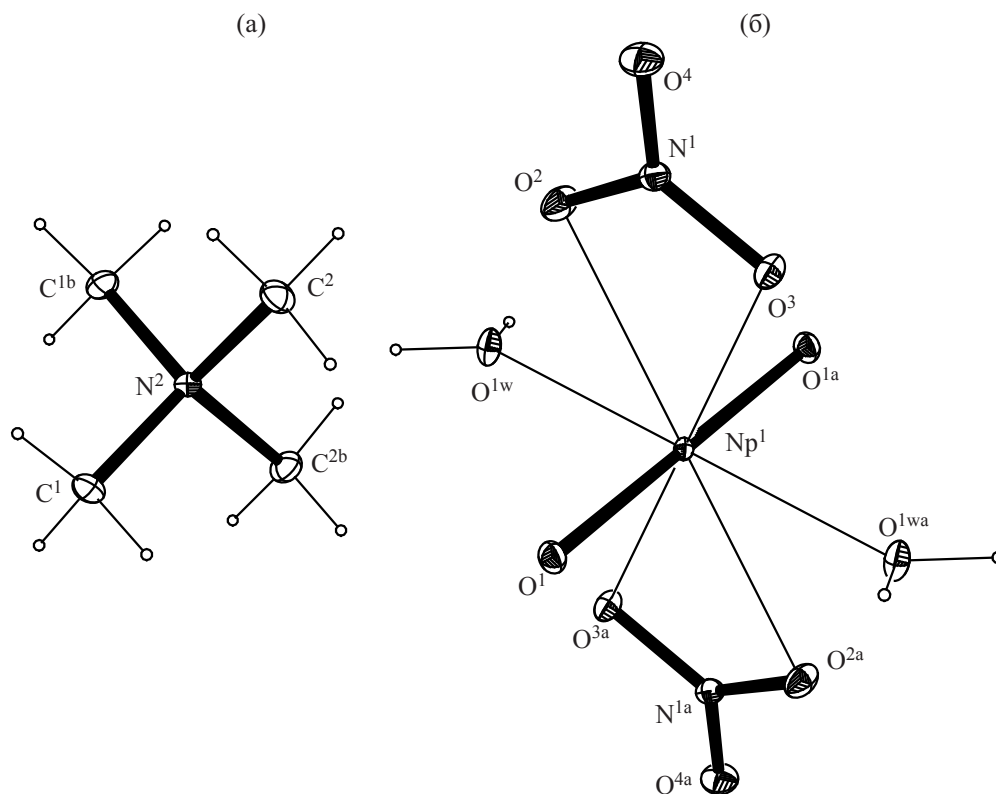 (а) (б)
O⁴
N¹
O²
C¹ᵇ C² O³
O¹ʷ O¹ᵃ
N²
Np¹
C²ᵇ
C¹
O¹ʷᵃ
O¹
O³ᵃ O²ᵃ
N¹ᵃ
O⁴ᵃ